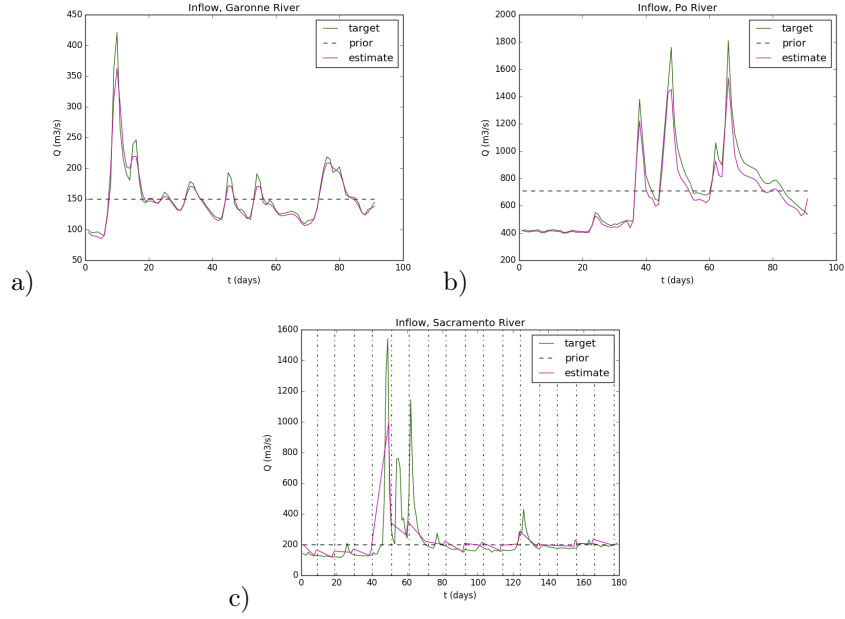 Inflow, Garonne River
450
400
350
300
250
200
150
100
50
0 20 40 60 80 100
Q (m3/s)
t (days)
target
prior
estimate
a)
Inflow, Po River
2000
1800
1600
1400
1200
1000
800
600
400
200
0 20 40 60 80 100
Q (m3/s)
t (days)
target
prior
estimate
b)
Inflow, Sacramento River
1600
1400
1200
1000
800
600
400
200
0
0 20 40 60 80 100 120 140 160 180
Q (m3/s)
t (days)
target
prior
estimate
c)